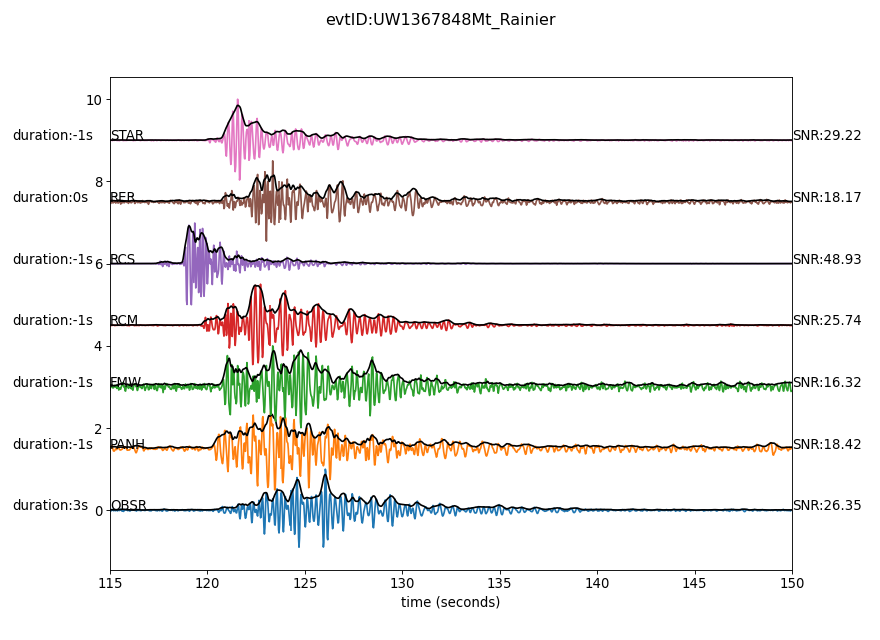 evtID:UW1367848Mt_Rainier
10
duration:-1s STAR SNR:29.22
8
duration:0s RER SNR:18.17
duration:-1s RCS SNR:48.93
6
duration:-1s RCM SNR:25.74
4
duration:-1s FMW SNR:16.32
2
duration:-1s PANH SNR:18.42
duration:3s OBSR SNR:26.35
0
115 120 125 130 135 140 145 150
time (seconds)